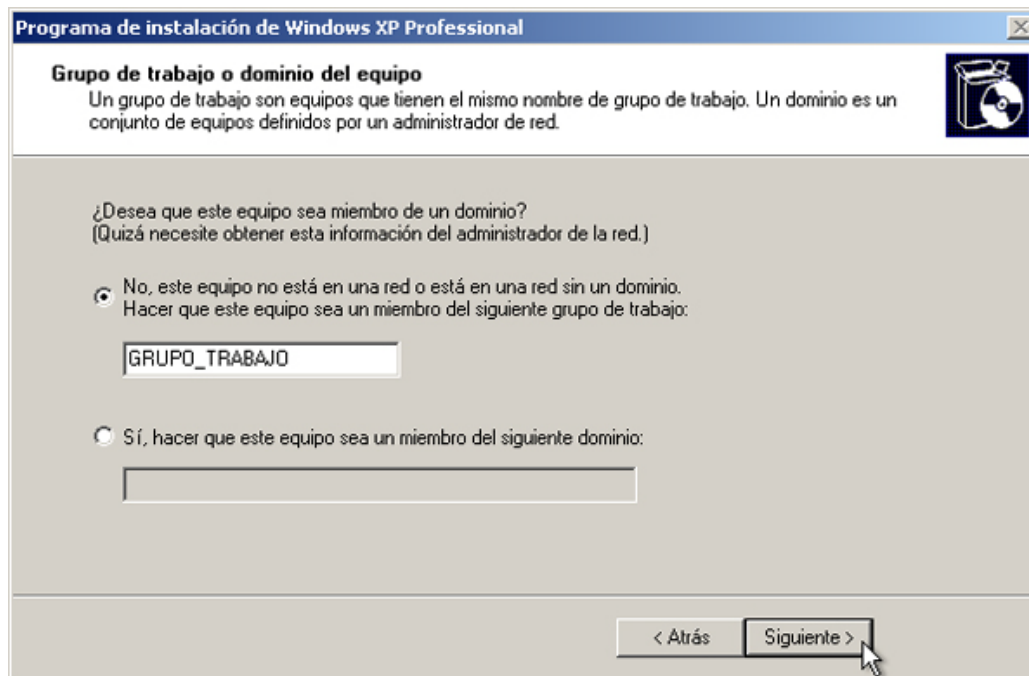 Programa de instalación de Windows XP Professional
Grupo de trabajo o dominio del equipo
Un grupo de trabajo son equipos que tienen el mismo nombre de grupo de trabajo. Un dominio es un
conjunto de equipos definidos por un administrador de red.
¿Desea que este equipo sea miembro de un dominio?
(Quizá necesite obtener esta información del administrador de la red.)
No, este equipo no está en una red o está en una red sin un dominio.
Hacer que este equipo sea un miembro del siguiente grupo de trabajo:
GRUPO_TRABAJO
Sí, hacer que este equipo sea un miembro del siguiente dominio:
< Atrás Siguiente >